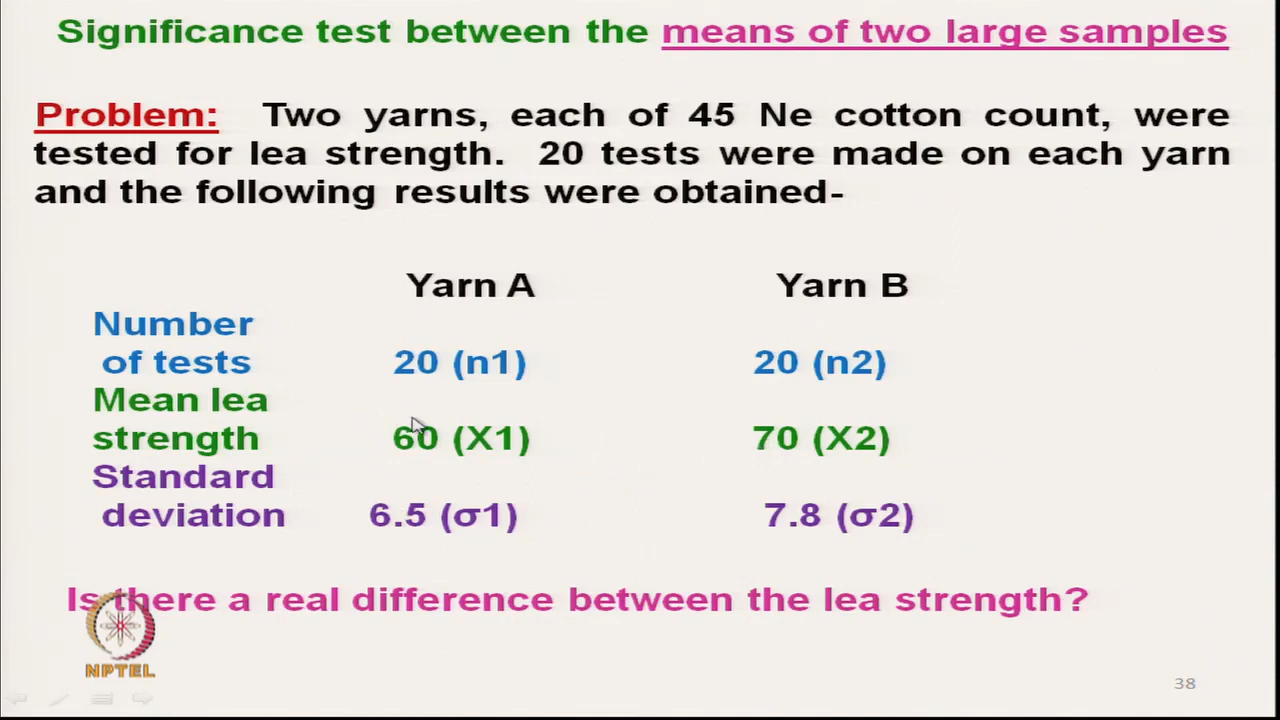 Significance test between the means of two large samples
Problem: Two yarns, each of 45 Ne cotton count, were
tested for lea strength. 20 tests were made on each yarn
and the following results were obtained-
Yarn A Yarn B
Number
of tests 20 (n1) 20 (n2)
Mean lea
strength 60 (X1) 70 (X2)
Standard
deviation 6.5 (σ1) 7.8 (σ2)
Is there a real difference between the lea strength?
NPTEL
38